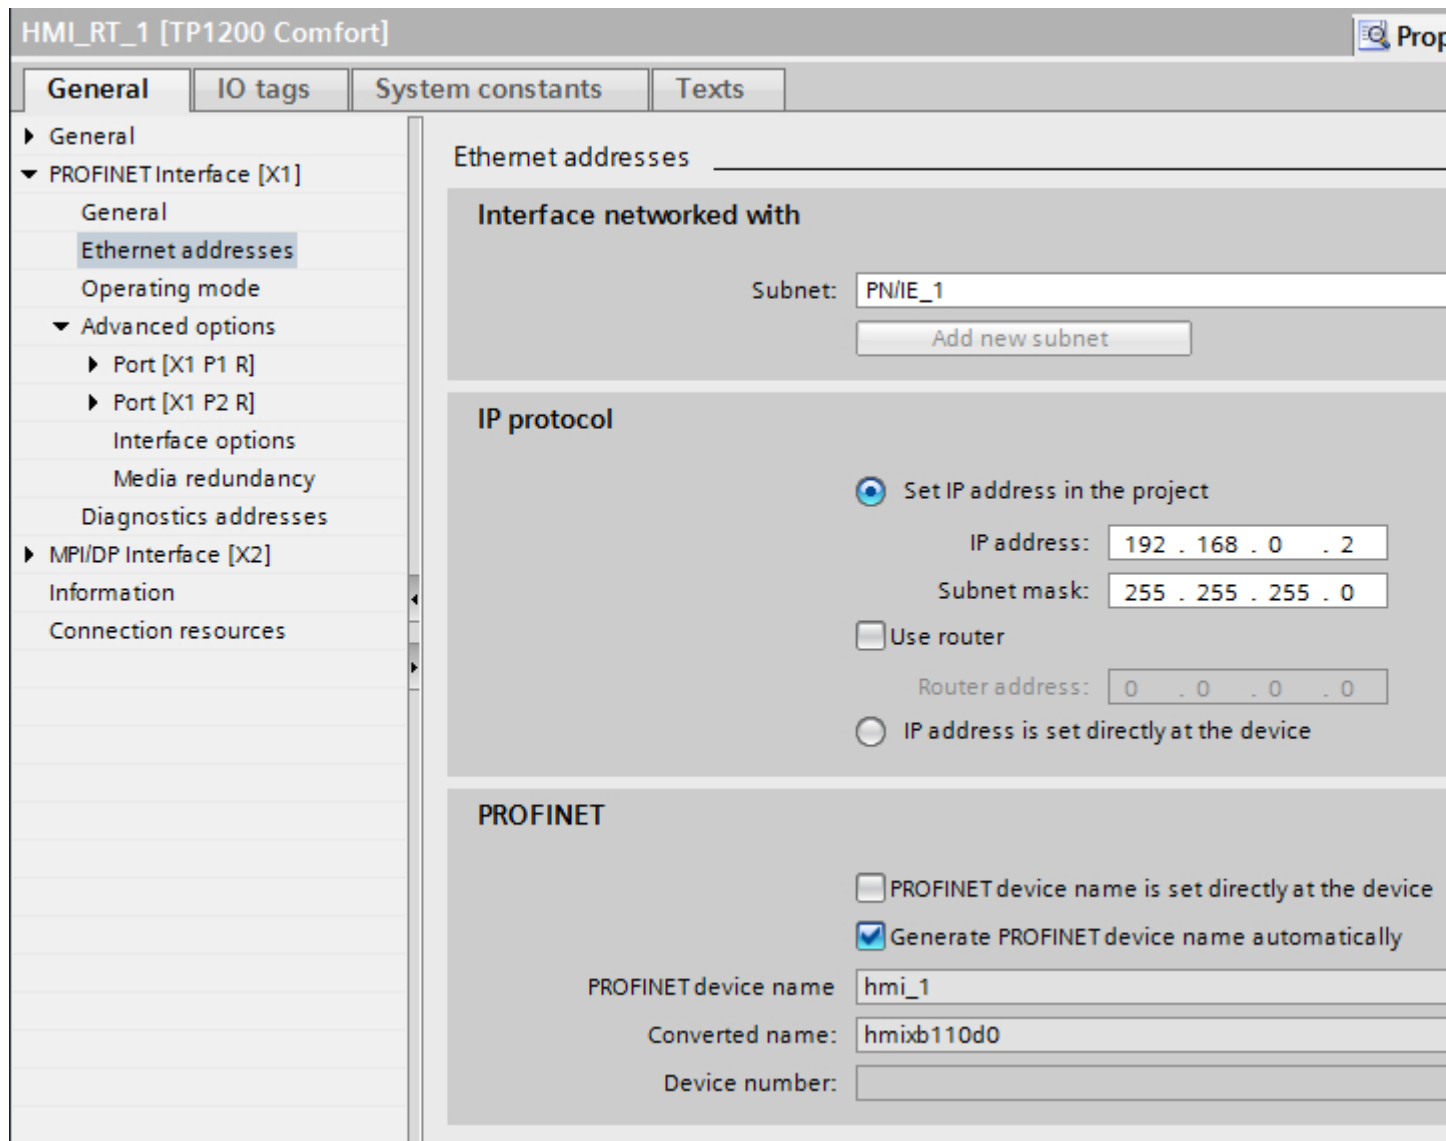 HMI_RT_1 [TP1200 Comfort]
Prop
General IO tags System constants Texts
General
PROFINET Interface [X1]
General
Ethernet addresses
Operating mode
Advanced options
Port [X1 P1 R]
Port [X1 P2 R]
Interface options
Media redundancy
Diagnostics addresses
MPI/DP Interface [X2]
Information
Connection resources
Ethernet addresses
Interface networked with
Subnet: PN/IE_1
Add new subnet
IP protocol
Set IP address in the project
IP address: 192 . 168 . 0 . 2
Subnet mask: 255 . 255 . 255 . 0
Use router
Router address: 0 . 0 . 0 . 0
IP address is set directly at the device
PROFINET
PROFINET device name is set directly at the device
Generate PROFINET device name automatically
PROFINET device name hmi_1
Converted name: hmixb110d0
Device number: